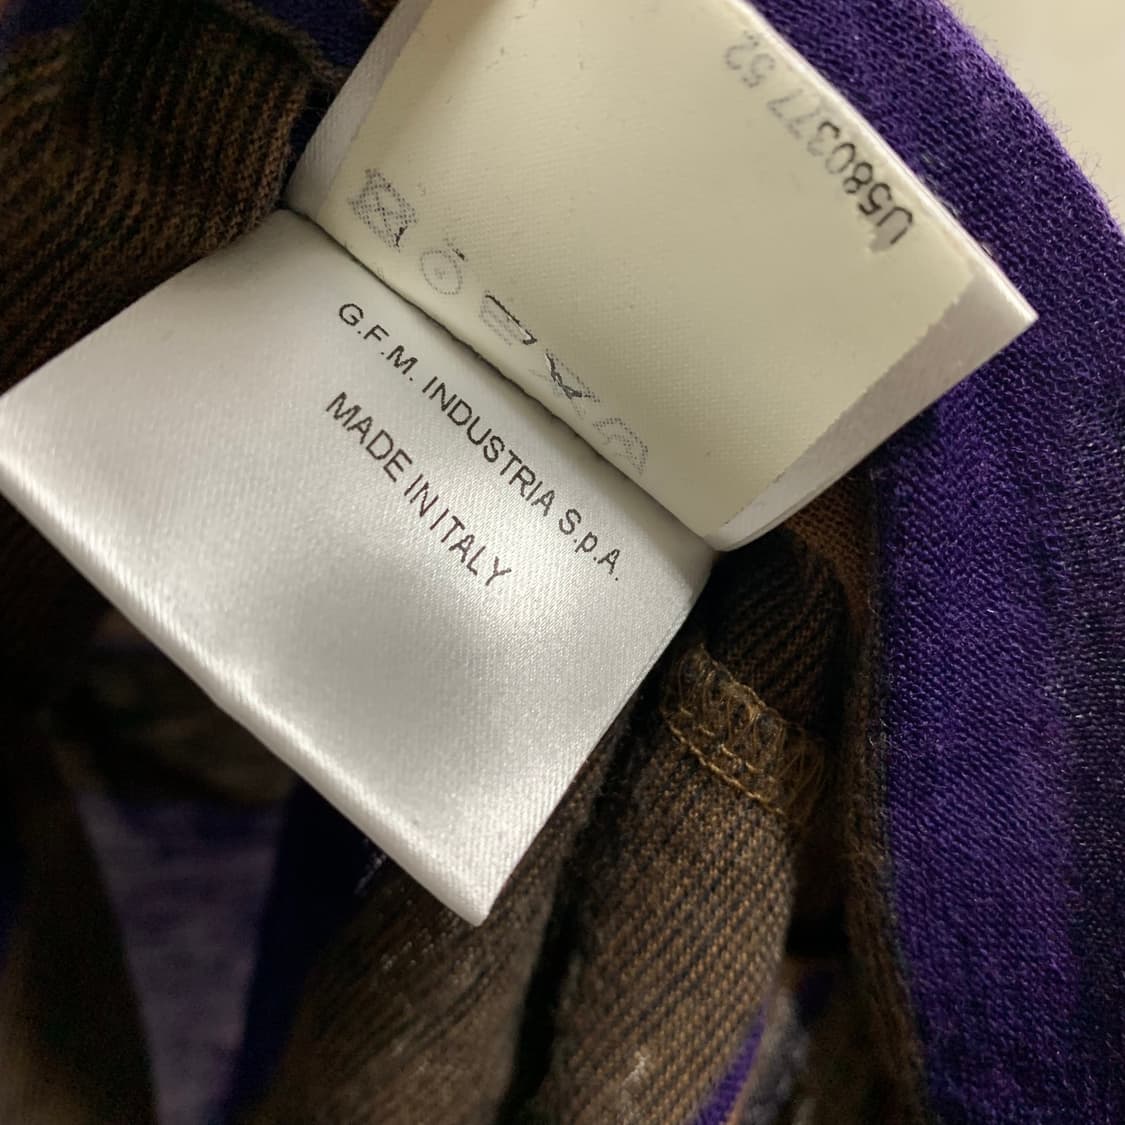 U580377 52
G.F.M. INDUSTRIA S.p.A.
MADE IN ITALY